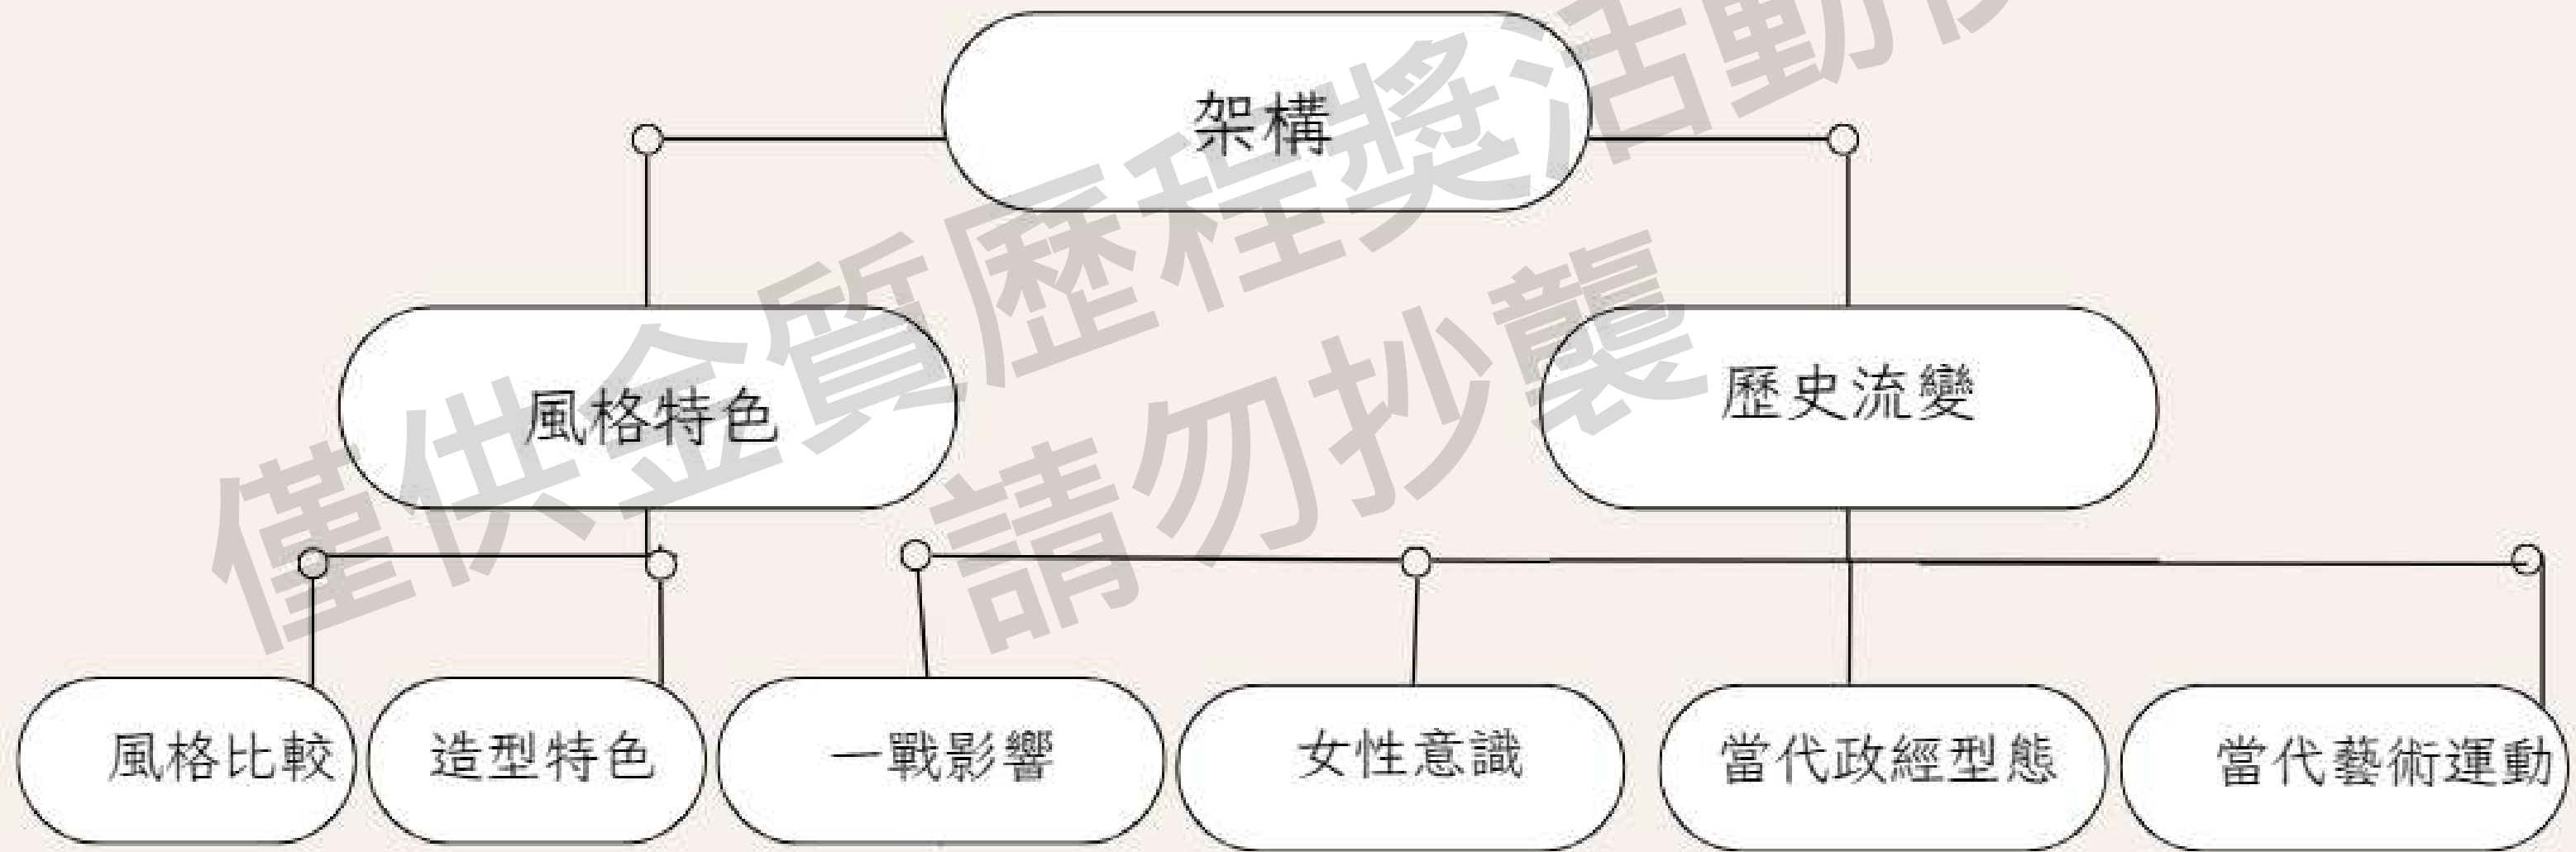 架構
風格特色
歷史流變
風格比較
造型特色
一戰影響
女性意識
當代政經型態
當代藝術運動
僅供金質歷程獎活動
請勿抄襲